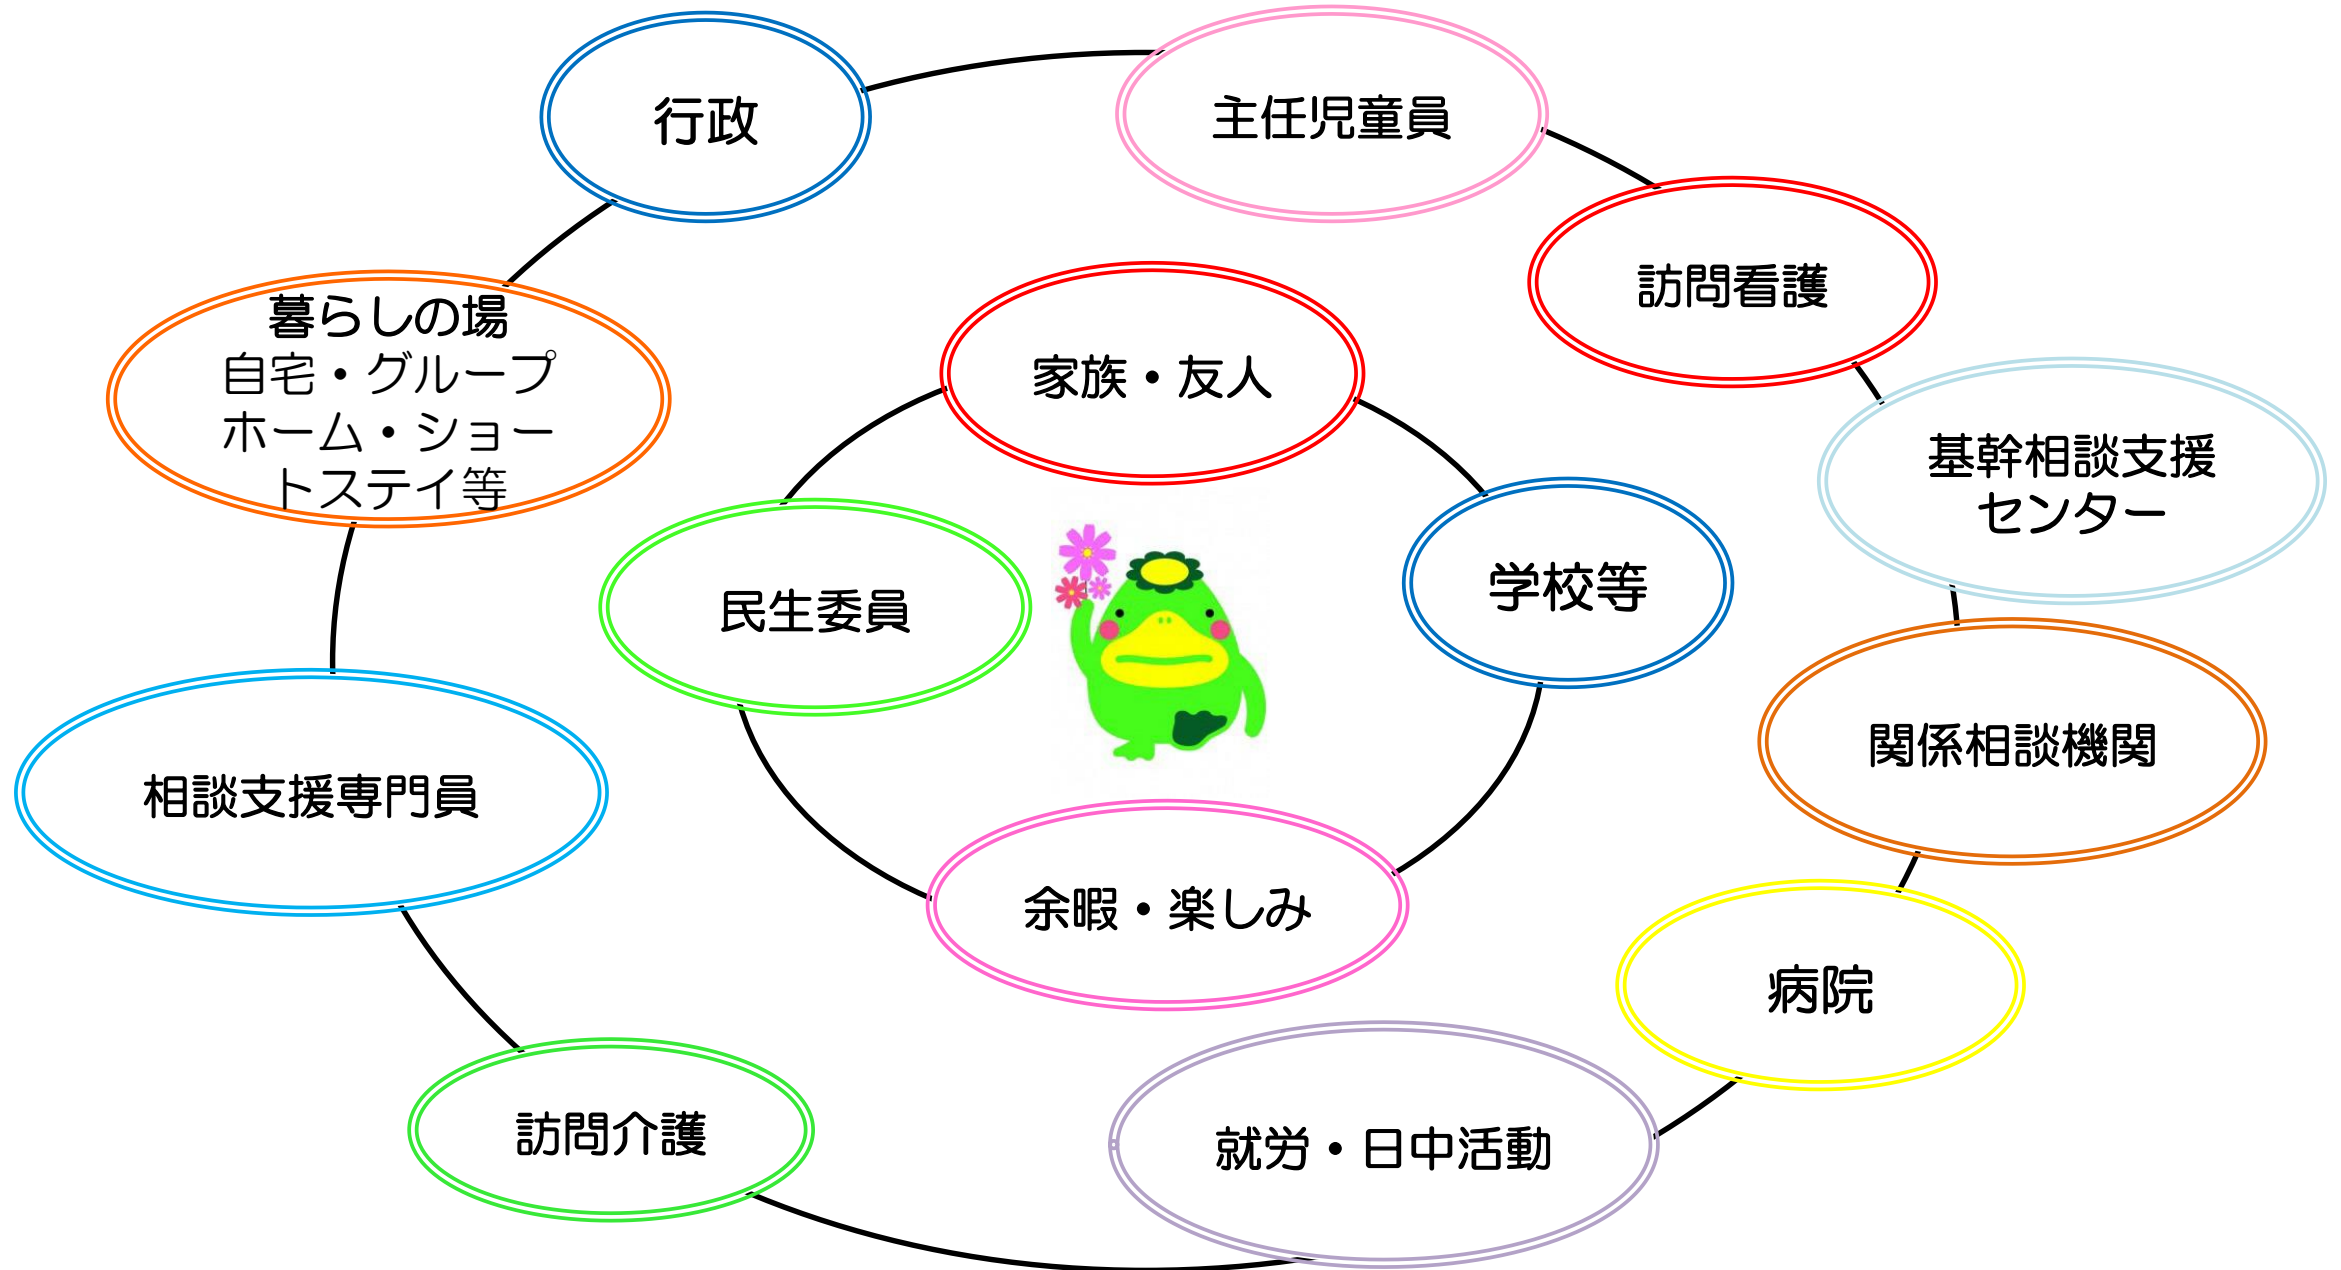 行政
主任児童員
訪問看護
暮らしの場
自宅・グループ
ホーム・ショー
トステイ等
家族・友人
基幹相談支援
センター
民生委員
学校等
関係相談機関
相談支援専門員
余暇・楽しみ
病院
訪問介護
就労・日中活動